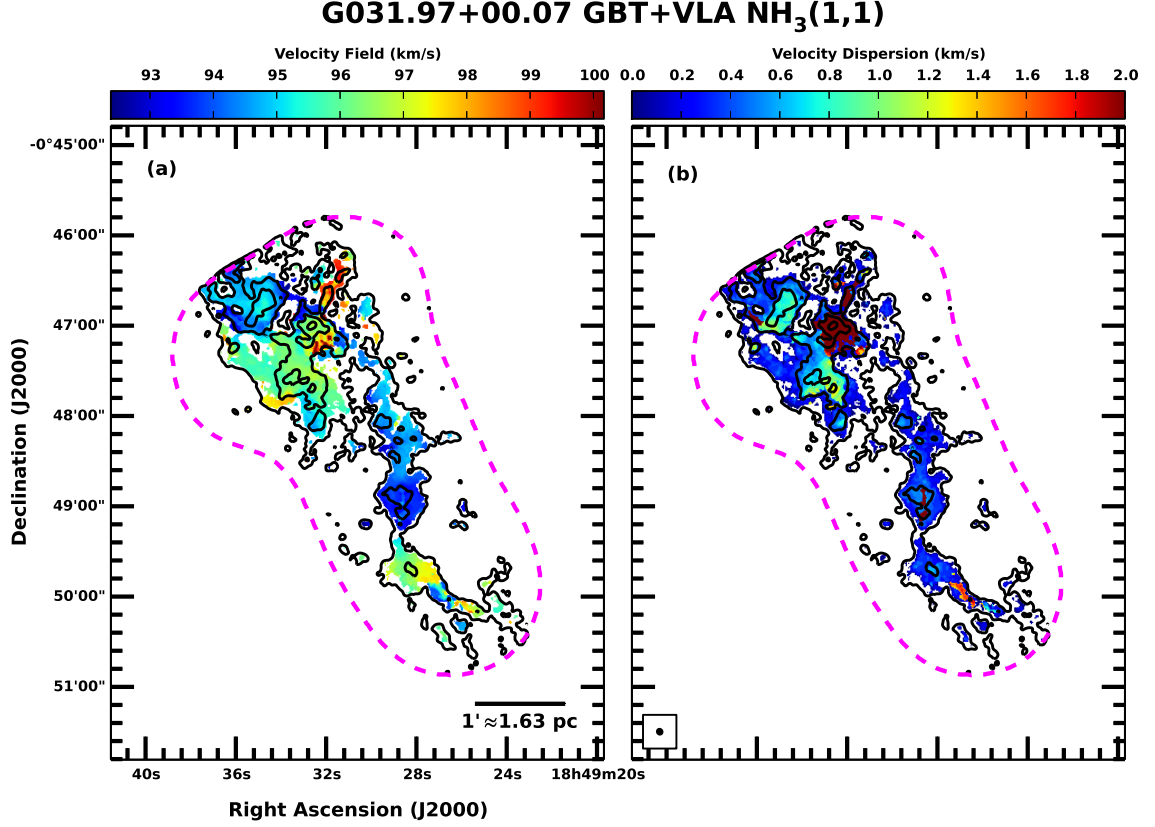 G031.97+00.07 GBT+VLA NH3(1,1)
Velocity Field (km/s)
93 94 95 96 97 98 99 100
Velocity Dispersion (km/s)
0.0 0.2 0.4 0.6 0.8 1.0 1.2 1.4 1.6 1.8 2.0
(a)
(b)
-0°45'00"
46'00"
47'00"
48'00"
49'00"
50'00"
51'00"
Declination (J2000)
1'≈1.63 pc
40s 36s 32s 28s 24s 18h49m20s
Right Ascension (J2000)